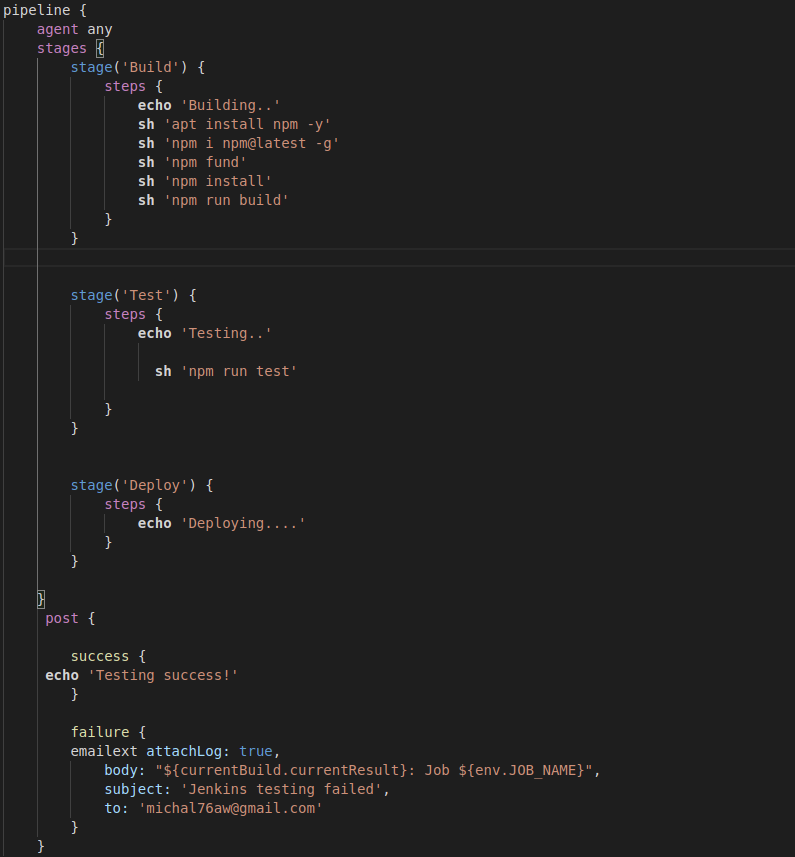 pipeline {
    agent any
    stages {
        stage('Build') {
            steps {
                echo 'Building..'
                sh 'apt install npm -y'
                sh 'npm i npm@latest -g'
                sh 'npm fund'
                sh 'npm install'
                sh 'npm run build'
            }
        }
        stage('Test') {
            steps {
                echo 'Testing..'
                  sh 'npm run test'
            }
        }
        stage('Deploy') {
            steps {
                echo 'Deploying....'
            }
        }
    }
     post {
        success {
     echo 'Testing success!'
        }
        failure {
        emailext attachLog: true,
            body: "${currentBuild.currentResult}: Job ${env.JOB_NAME}",
            subject: 'Jenkins testing failed',
            to: 'michal76aw@gmail.com'
        }
    }